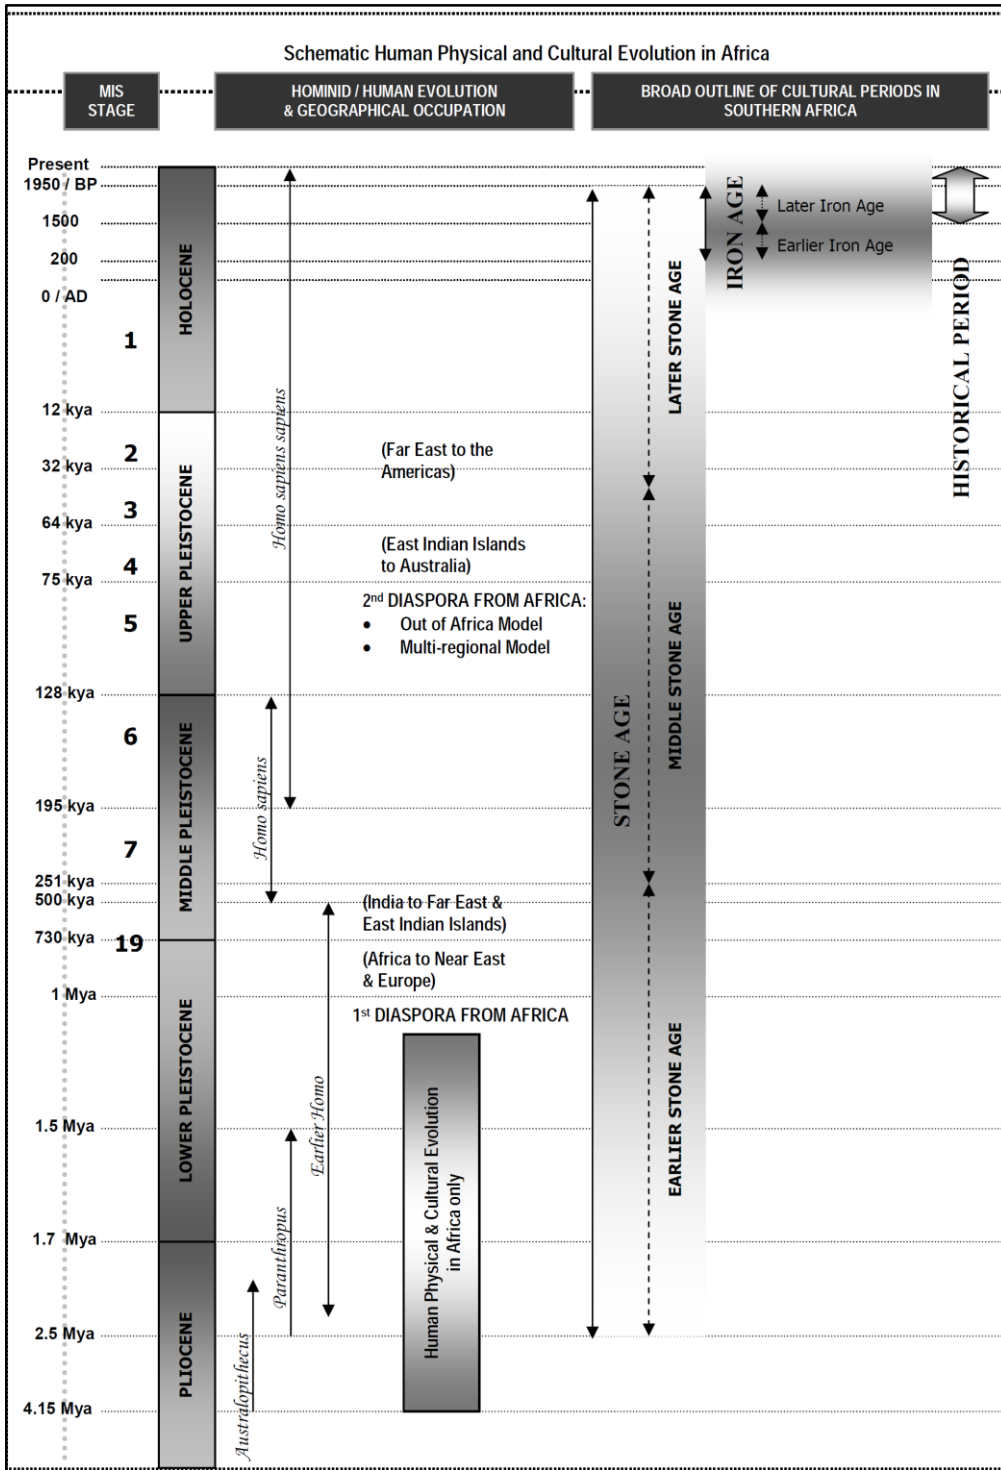 Schematic Human Physical and Cultural Evolution in Africa
MIS
STAGE
HOMINID / HUMAN EVOLUTION
& GEOGRAPHICAL OCCUPATION
BROAD OUTLINE OF CULTURAL PERIODS IN
SOUTHERN AFRICA
Present
1950 / BP
1500
200
0 / AD
12 kya
32 kya
64 kya
75 kya
128 kya
195 kya
251 kya
500 kya
730 kya
1 Mya
1.5 Mya
1.7 Mya
2.5 Mya
4.15 Mya
1
2
3
4
5
6
7
19
HOLOCENE
UPPER PLEISTOCENE
MIDDLE PLEISTOCENE
LOWER PLEISTOCENE
PLIOCENE
Homo sapiens sapiens
Homo sapiens
Earlier Homo
Paranthropus
Australopithecus
(Far East to the
Americas)
(East Indian Islands
to Australia)
2nd DIASPORA FROM AFRICA:
• Out of Africa Model
• Multi-regional Model
(India to Far East &
East Indian Islands)
(Africa to Near East
& Europe)
1st DIASPORA FROM AFRICA
Human Physical & Cultural Evolution
in Africa only
STONE AGE
LATER STONE AGE
MIDDLE STONE AGE
EARLIER STONE AGE
IRON AGE
Later Iron Age
Earlier Iron Age
HISTORICAL PERIOD